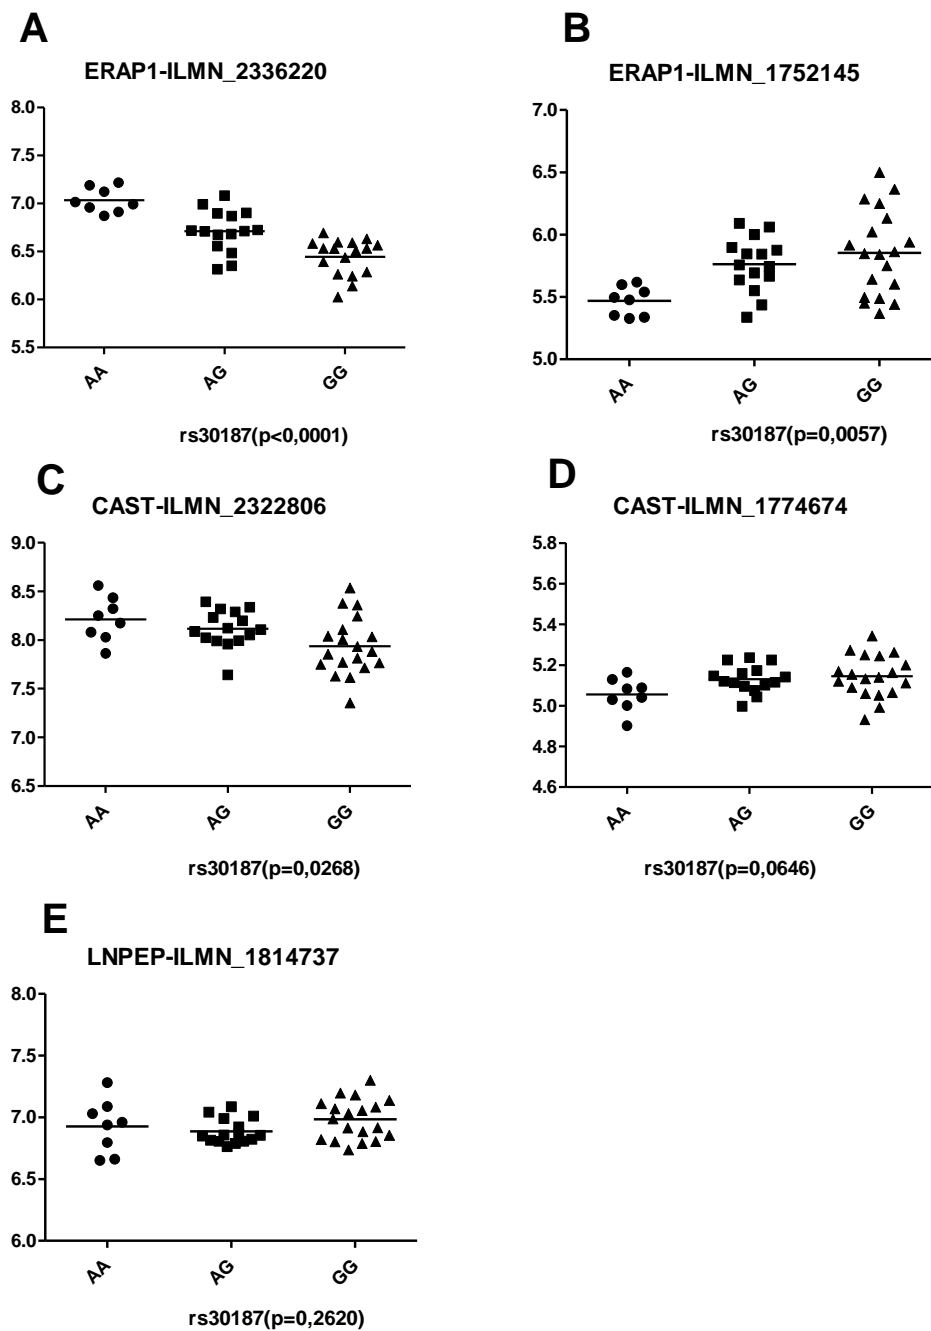 A
ERAP1-ILMN_2336220
8.0
7.5
7.0
6.5
6.0
5.5
AA
AG
GG
rs30187(p<0,0001)
B
ERAP1-ILMN_1752145
7.0
6.5
6.0
5.5
5.0
AA
AG
GG
rs30187(p=0,0057)
C
CAST-ILMN_2322806
9.0
8.5
8.0
7.5
7.0
6.5
AA
AG
GG
rs30187(p=0,0268)
D
CAST-ILMN_1774674
5.8
5.6
5.4
5.2
5.0
4.8
4.6
AA
AG
GG
rs30187(p=0,0646)
E
LNPEP-ILMN_1814737
8.0
7.5
7.0
6.5
6.0
AA
AG
GG
rs30187(p=0,2620)